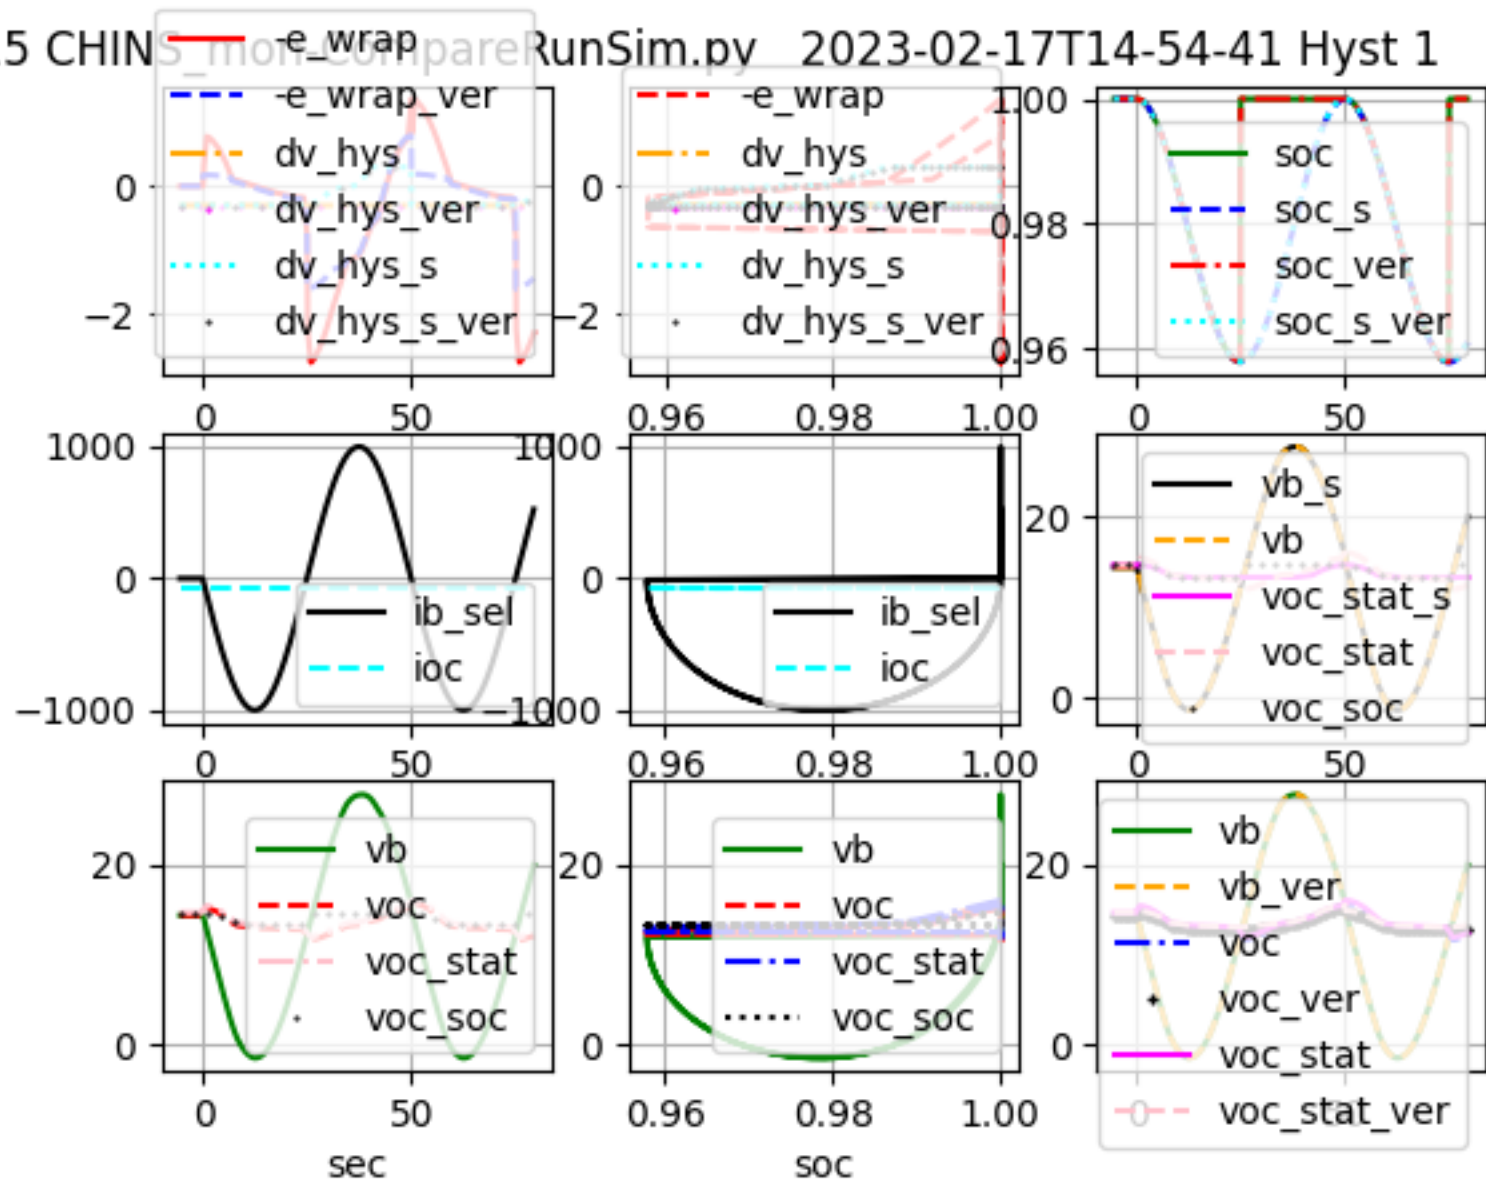 5 CHINS_mon-CompareRunSim.py 2023-02-17T14-54-41 Hyst 1
-e_wrap
-e_wrap_ver
dv_hys
dv_hys_ver
dv_hys_s
dv_hys_s_ver
0
−2
0
50
-e_wrap
dv_hys
dv_hys_ver
dv_hys_s
dv_hys_s_ver
0
−2
0.96
0.98
1.00
soc
soc_s
soc_ver
soc_s_ver
1.00
0.98
0.96
0
50
1000
0
−1000
ib_sel
ioc
0
50
1000
0
−1000
ib_sel
ioc
0.96
0.98
1.00
20
0
vb_s
vb
voc_stat_s
voc_stat
voc_soc
0
50
20
0
vb
voc
voc_stat
voc_soc
0
50
sec
20
0
vb
voc
voc_stat
voc_soc
0.96
0.98
1.00
soc
20
0
vb
vb_ver
voc
voc_ver
voc_stat
voc_stat_ver
0